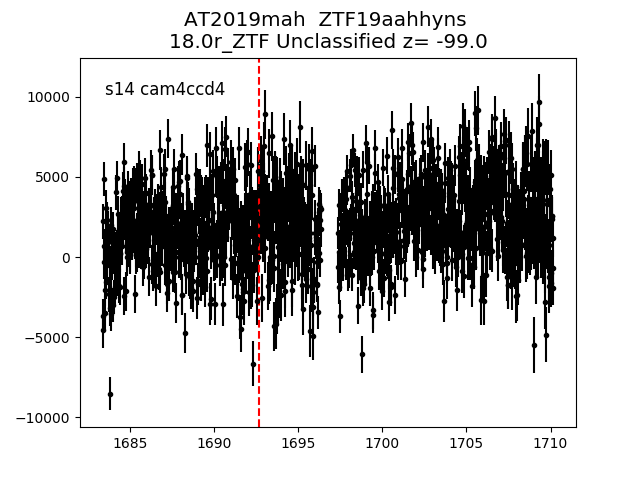 AT2019mah  ZTF19aahhyns
18.0r_ZTF Unclassified z= -99.0
s14 cam4ccd4
10000
5000
0
−5000
−10000
1685 1690 1695 1700 1705 1710